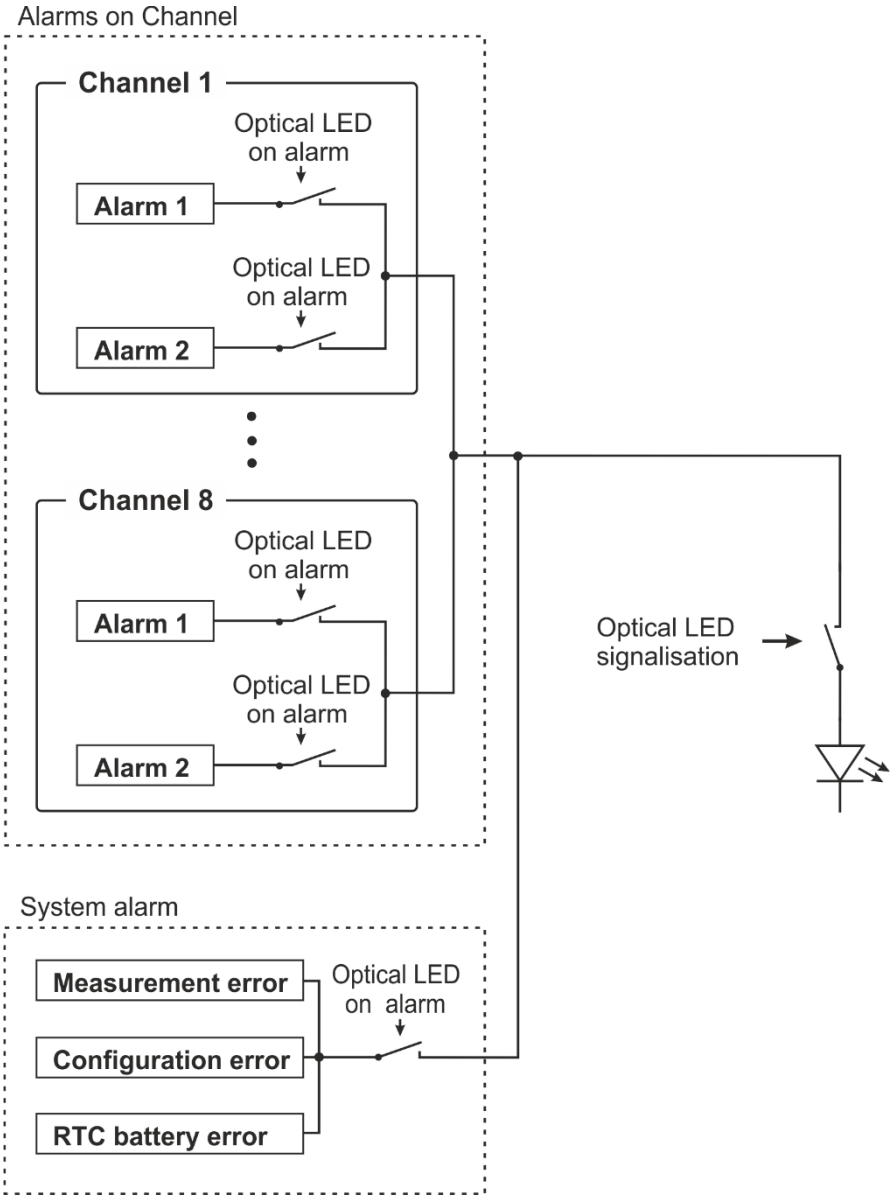 Alarms on Channel
Channel 1
Optical LED
on alarm
Alarm 1
Optical LED
on alarm
Alarm 2
Channel 8
Optical LED
on alarm
Alarm 1
Optical LED
on alarm
Alarm 2
Optical LED
signalisation
System alarm
Measurement error
Optical LED
on alarm
Configuration error
RTC battery error